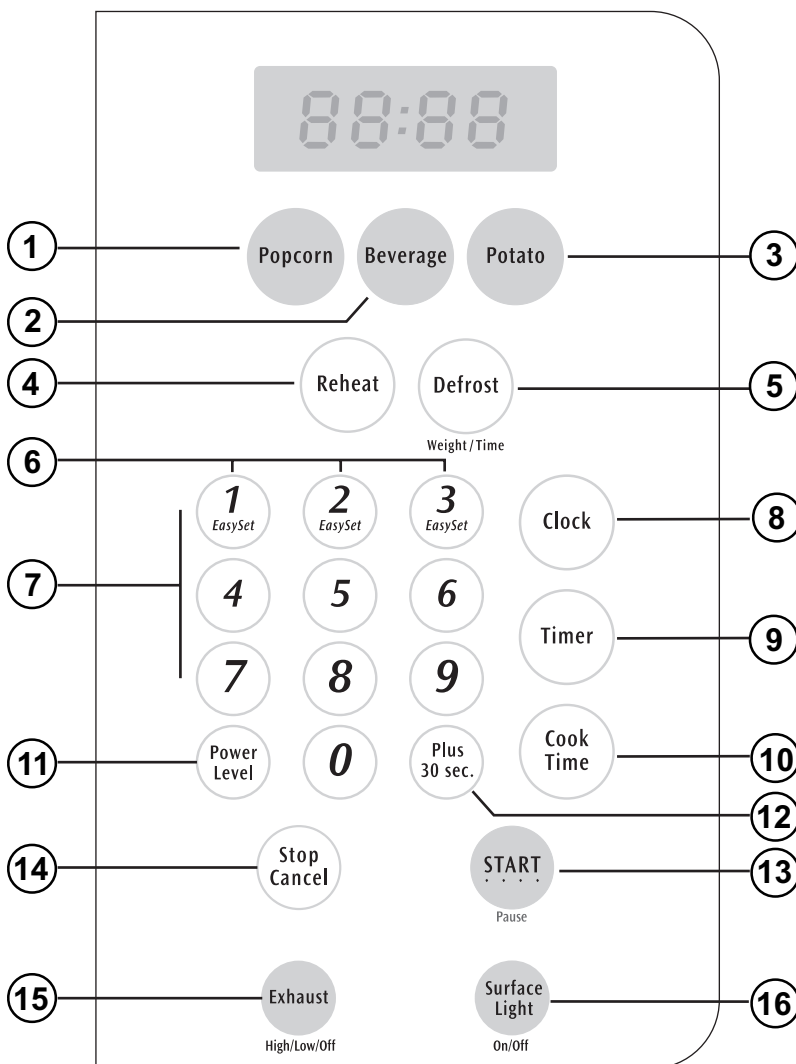 88:88
1
Popcorn
Beverage
Potato
3
2
4
Reheat
Defrost
5
Weight/Time
6
1
EasySet
2
EasySet
3
EasySet
Clock
8
7
4
5
6
Timer
9
7
8
9
11
Power
Level
0
Plus
30 sec.
Cook
Time
10
12
14
Stop
Cancel
START
Pause
13
15
Exhaust
High/Low/Off
Surface
Light
On/Off
16